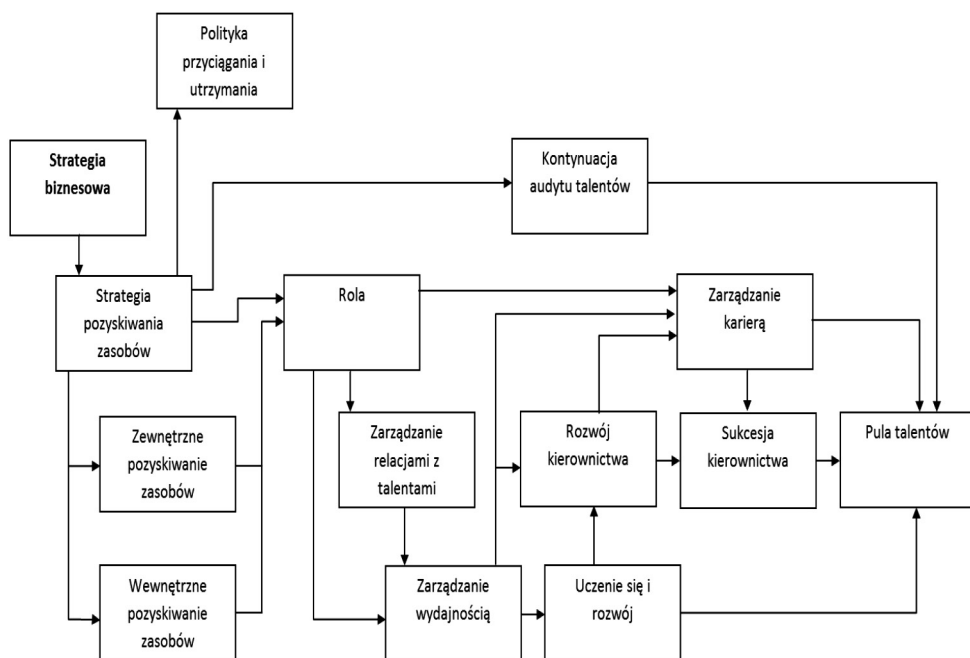 Polityka
przyciągania i
utrzymania
Strategia
biznesowa
Kontynuacja
audytu talentów
Strategia
pozyskiwania
zasobów
Rola
Zarządzanie
karierą
Zewnętrzne
pozyskiwanie
zasobów
Zarządzanie
relacjami z
talentami
Rozwój
kierownictwa
Sukcesja
kierownictwa
Pula talentów
Wewnętrzne
pozyskiwanie
zasobów
Zarządzanie
wydajnością
Uczenie się i
rozwój